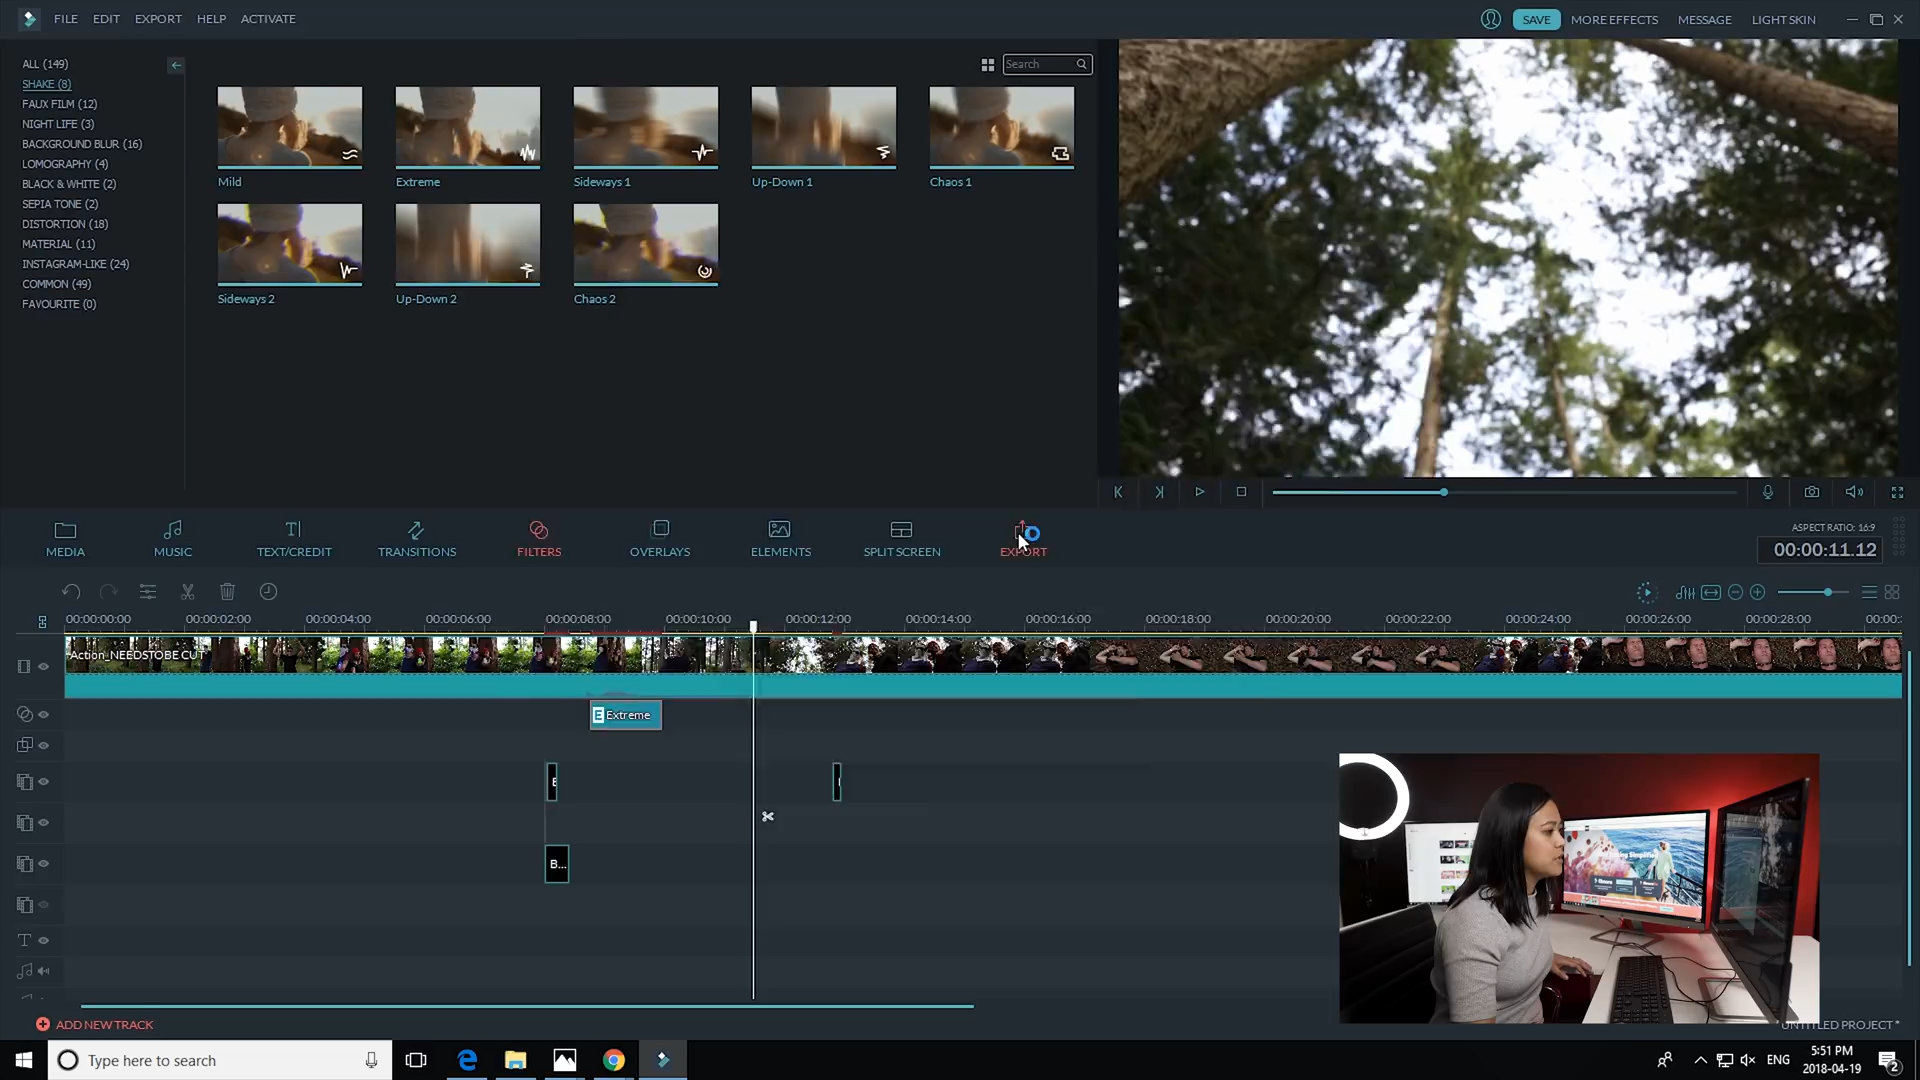 FILE EDIT EXPORT HELP ACTIVATE
SAVE MORE EFFECTS MESSAGE LIGHT SKIN
ALL (149)
SHAKE (8)
FAUX FILM (12)
NIGHT LIFE (3)
BACKGROUND BLUR (16)
LOMOGRAPHY (4)
BLACK & WHITE (2)
SEPIA TONE (2)
DISTORTION (18)
MATERIAL (11)
INSTAGRAM-LIKE (24)
COMMON (49)
FAVOURITE (0)
Search
Mild Extreme Sideways 1 Up-Down 1 Chaos 1
Sideways 2 Up-Down 2 Chaos 2
MEDIA MUSIC TEXT/CREDIT TRANSITIONS FILTERS OVERLAYS ELEMENTS SPLIT SCREEN EXPORT
ASPECT RATIO: 16:9
00:00:11.12
00:00:00:00 00:00:02:00 00:00:04:00 00:00:06:00 00:00:08:00 00:00:10:00 00:00:12:00 00:00:14:00 00:00:16:00 00:00:18:00 00:00:20:00 00:00:22:00 00:00:24:00 00:00:26:00 00:00:28:00 00:00:
Action_NEEDSTOBE CUT
E Extreme
B...
T
ADD NEW TRACK
UNTITLED PROJECT *
Type here to search
ENG
5:51 PM
2018-04-19
2